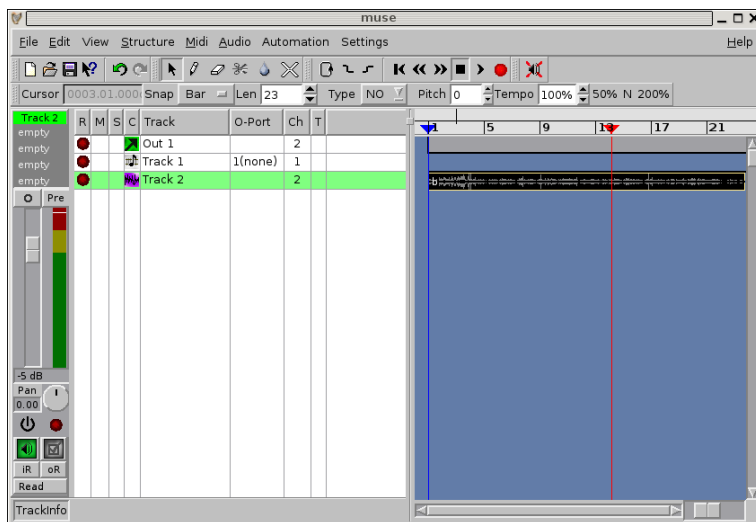 muse
File Edit View Structure Midi Audio Automation Settings Help
Cursor 0003.01.000 Snap Bar Len 23 Type NO Pitch 0 Tempo 100% 50% N 200%
Track 2
empty
empty
empty
empty
R M S C Track O-Port Ch T
Out 1 2
Track 1 1(none) 1
Track 2 2
1 5 9 13 17 21
O Pre
-5 dB
Pan
0.00
iR oR
Read
TrackInfo